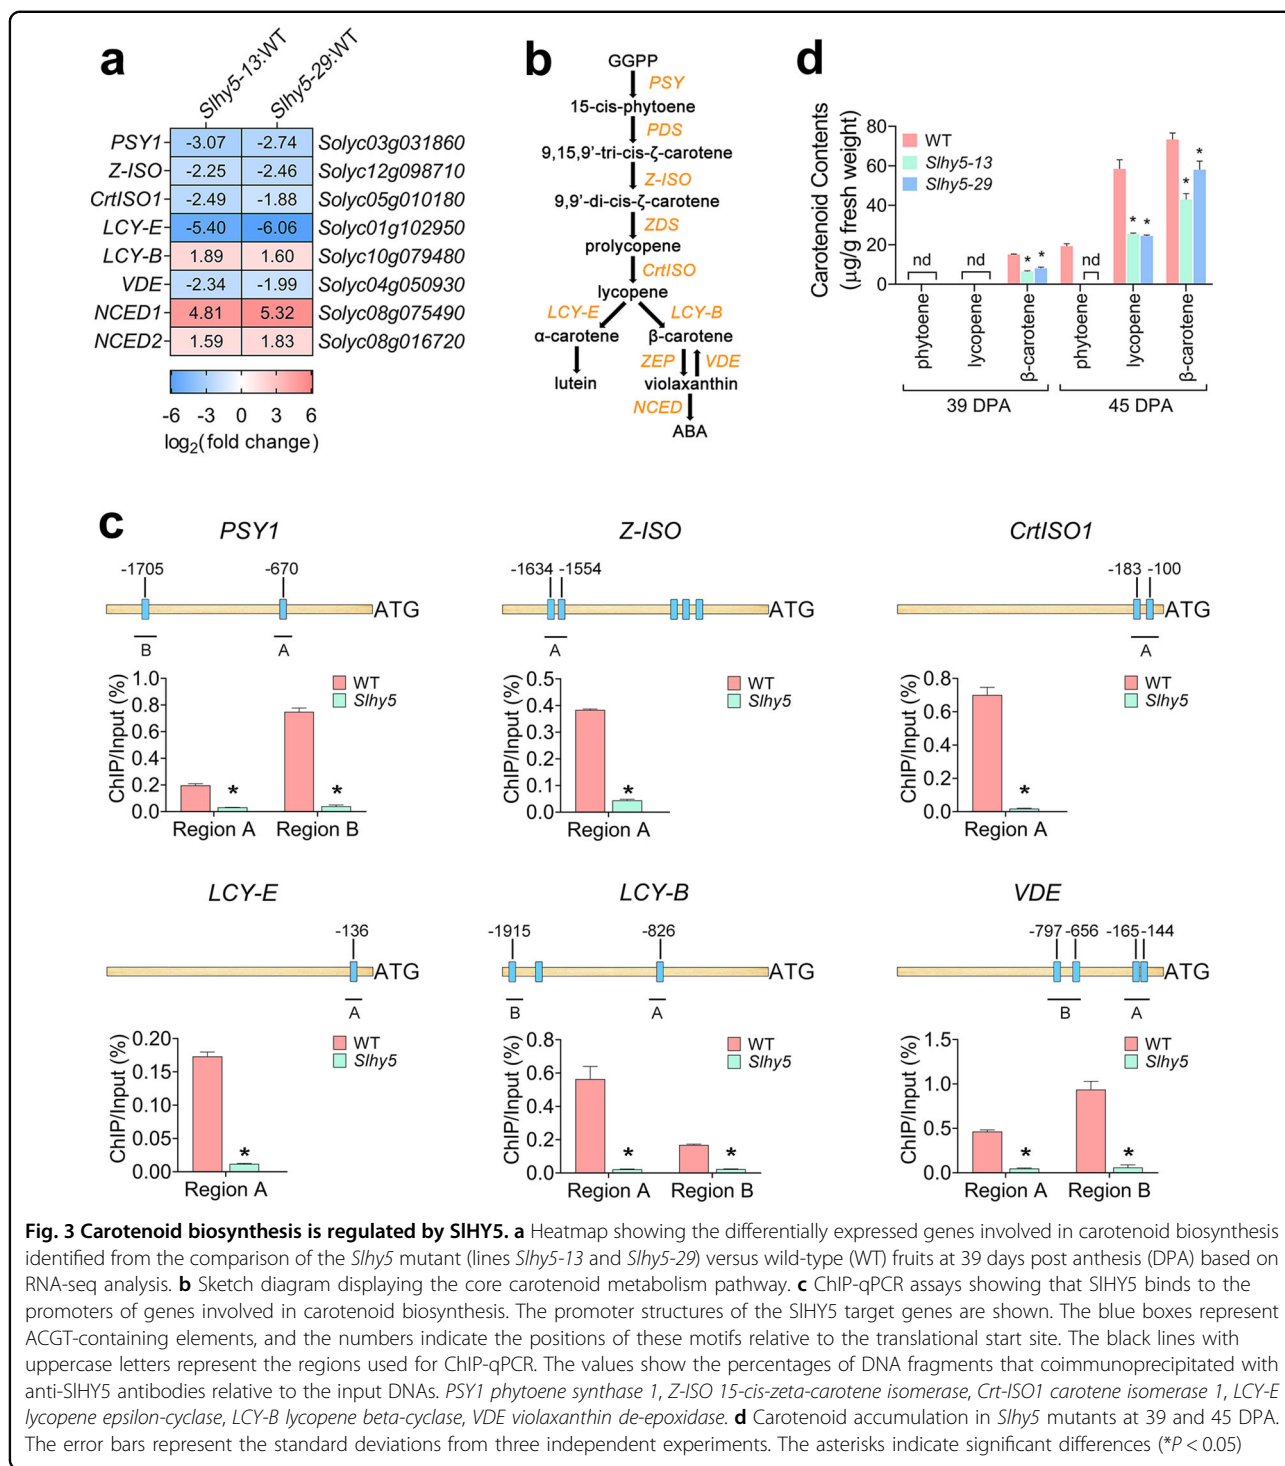 a
Slhy5-13:WT
Slhy5-29:WT
PSY1 -3.07 -2.74 Solyc03g031860
Z-ISO -2.25 -2.46 Solyc12g098710
CrtISO1 -2.49 -1.88 Solyc05g010180
LCY-E -5.40 -6.06 Solyc01g102950
LCY-B 1.89 1.60 Solyc10g079480
VDE -2.34 -1.99 Solyc04g050930
NCED1 4.81 5.32 Solyc08g075490
NCED2 1.59 1.83 Solyc08g016720
-6 -3 0 3 6
log2(fold change)
b
GGPP
PSY
15-cis-phytoene
PDS
9,15,9'-tri-cis-ζ-carotene
Z-ISO
9,9'-di-cis-ζ-carotene
ZDS
prolycopene
CrtISO
lycopene
LCY-E LCY-B
α-carotene β-carotene
ZEP VDE
lutein violaxanthin
NCED
ABA
d
Carotenoid Contents
(μg/g fresh weight)
80
60
40
20
0
WT
Slhy5-13
Slhy5-29
nd nd * * nd * * * *
phytoene
lycopene
β-carotene
phytoene
lycopene
β-carotene
39 DPA 45 DPA
c
PSY1
-1705 -670
ATG
B A
ChIP/Input (%)
1.0
0.8
0.6
0.4
0.2
0.0
WT
Slhy5
* *
Region A Region B
Z-ISO
-1634 -1554
ATG
A
ChIP/Input (%)
0.5
0.4
0.3
0.2
0.1
0.0
WT
Slhy5
*
Region A
CrtISO1
-183 -100
ATG
A
ChIP/Input (%)
0.8
0.6
0.4
0.2
0.0
WT
Slhy5
*
Region A
LCY-E
-136
ATG
A
ChIP/Input (%)
0.20
0.15
0.10
0.05
0.00
WT
Slhy5
*
Region A
LCY-B
-1915 -826
ATG
B A
ChIP/Input (%)
0.8
0.6
0.4
0.2
0.0
WT
Slhy5
* *
Region A Region B
VDE
-797 -656 -165 -144
ATG
B A
ChIP/Input (%)
1.5
1.0
0.5
0.0
WT
Slhy5
* *
Region A Region B
Fig. 3 Carotenoid biosynthesis is regulated by SlHY5. a Heatmap showing the differentially expressed genes involved in carotenoid biosynthesis
identified from the comparison of the Slhy5 mutant (lines Slhy5-13 and Slhy5-29) versus wild-type (WT) fruits at 39 days post anthesis (DPA) based on
RNA-seq analysis. b Sketch diagram displaying the core carotenoid metabolism pathway. c ChIP-qPCR assays showing that SlHY5 binds to the
promoters of genes involved in carotenoid biosynthesis. The promoter structures of the SlHY5 target genes are shown. The blue boxes represent
ACGT-containing elements, and the numbers indicate the positions of these motifs relative to the translational start site. The black lines with
uppercase letters represent the regions used for ChIP-qPCR. The values show the percentages of DNA fragments that coimmunoprecipitated with
anti-SlHY5 antibodies relative to the input DNAs. PSY1 phytoene synthase 1, Z-ISO 15-cis-zeta-carotene isomerase, Crt-ISO1 carotene isomerase 1, LCY-E
lycopene epsilon-cyclase, LCY-B lycopene beta-cyclase, VDE violaxanthin de-epoxidase. d Carotenoid accumulation in Slhy5 mutants at 39 and 45 DPA.
The error bars represent the standard deviations from three independent experiments. The asterisks indicate significant differences (*P < 0.05)